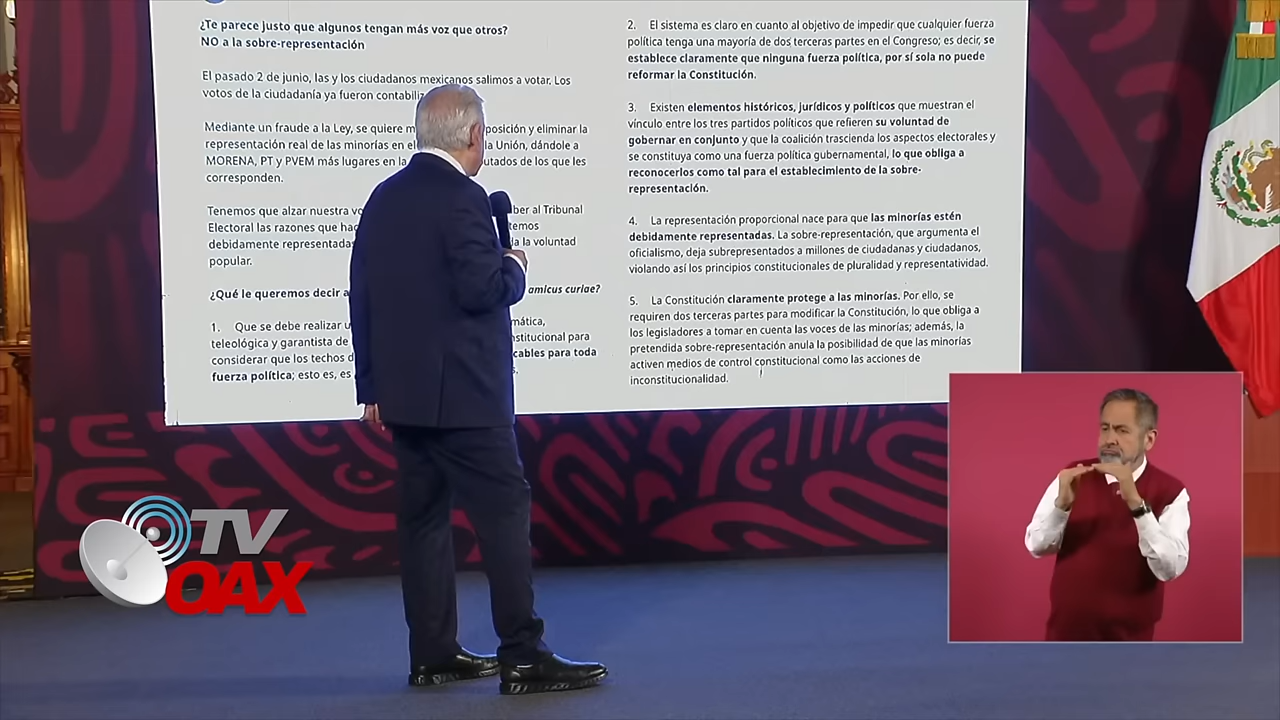 ¿Te parece justo que algunos tengan más voz que otros?
NO a la sobre-representación
El pasado 2 de junio, las y los ciudadanos mexicanos salimos a votar. Los
votos de la ciudadanía ya fueron
Mediante un fraude a la Ley, se quiere y eliminar la
representación real de las minorías en la Unión, dándole a
MORENA, PT y PVEM más lugares en la de los que les
corresponden.
Tenemos que alzar nuestra al Tribunal
Electoral las razones que
debidamente la voluntad
popular.
¿Qué le queremos decir amicus curiae?
1. Que se debe realizar
teleológica y garantista de para
considerar que los techos para toda
fuerza política; esto es,
2. El sistema es claro en cuanto al objetivo de impedir que cualquier fuerza
política tenga una mayoría de dos terceras partes en el Congreso; es decir, se
establece claramente que ninguna fuerza política, por sí sola no puede
reformar la Constitución.
3. Existen elementos históricos, jurídicos y políticos que muestran el
vínculo entre los tres partidos políticos que refieren su voluntad de
gobernar en conjunto y que la coalición trascienda los aspectos electorales y
se constituya como una fuerza política gubernamental, lo que obliga a
reconocerlos como tal para el establecimiento de la sobre-
representación.
4. La representación proporcional nace para que las minorías estén
debidamente representadas. La sobre-representación, que argumenta el
oficialismo, deja subrepresentados a millones de ciudadanas y ciudadanos,
violando así los principios constitucionales de pluralidad y representatividad.
5. La Constitución claramente protege a las minorías. Por ello, se
requieren dos terceras partes para modificar la Constitución, lo que obliga a
los legisladores a tomar en cuenta las voces de las minorías; además, la
pretendida sobre-representación anula la posibilidad de que las minorías
activen medios de control constitucional como las acciones de
inconstitucionalidad.
TV
OAX